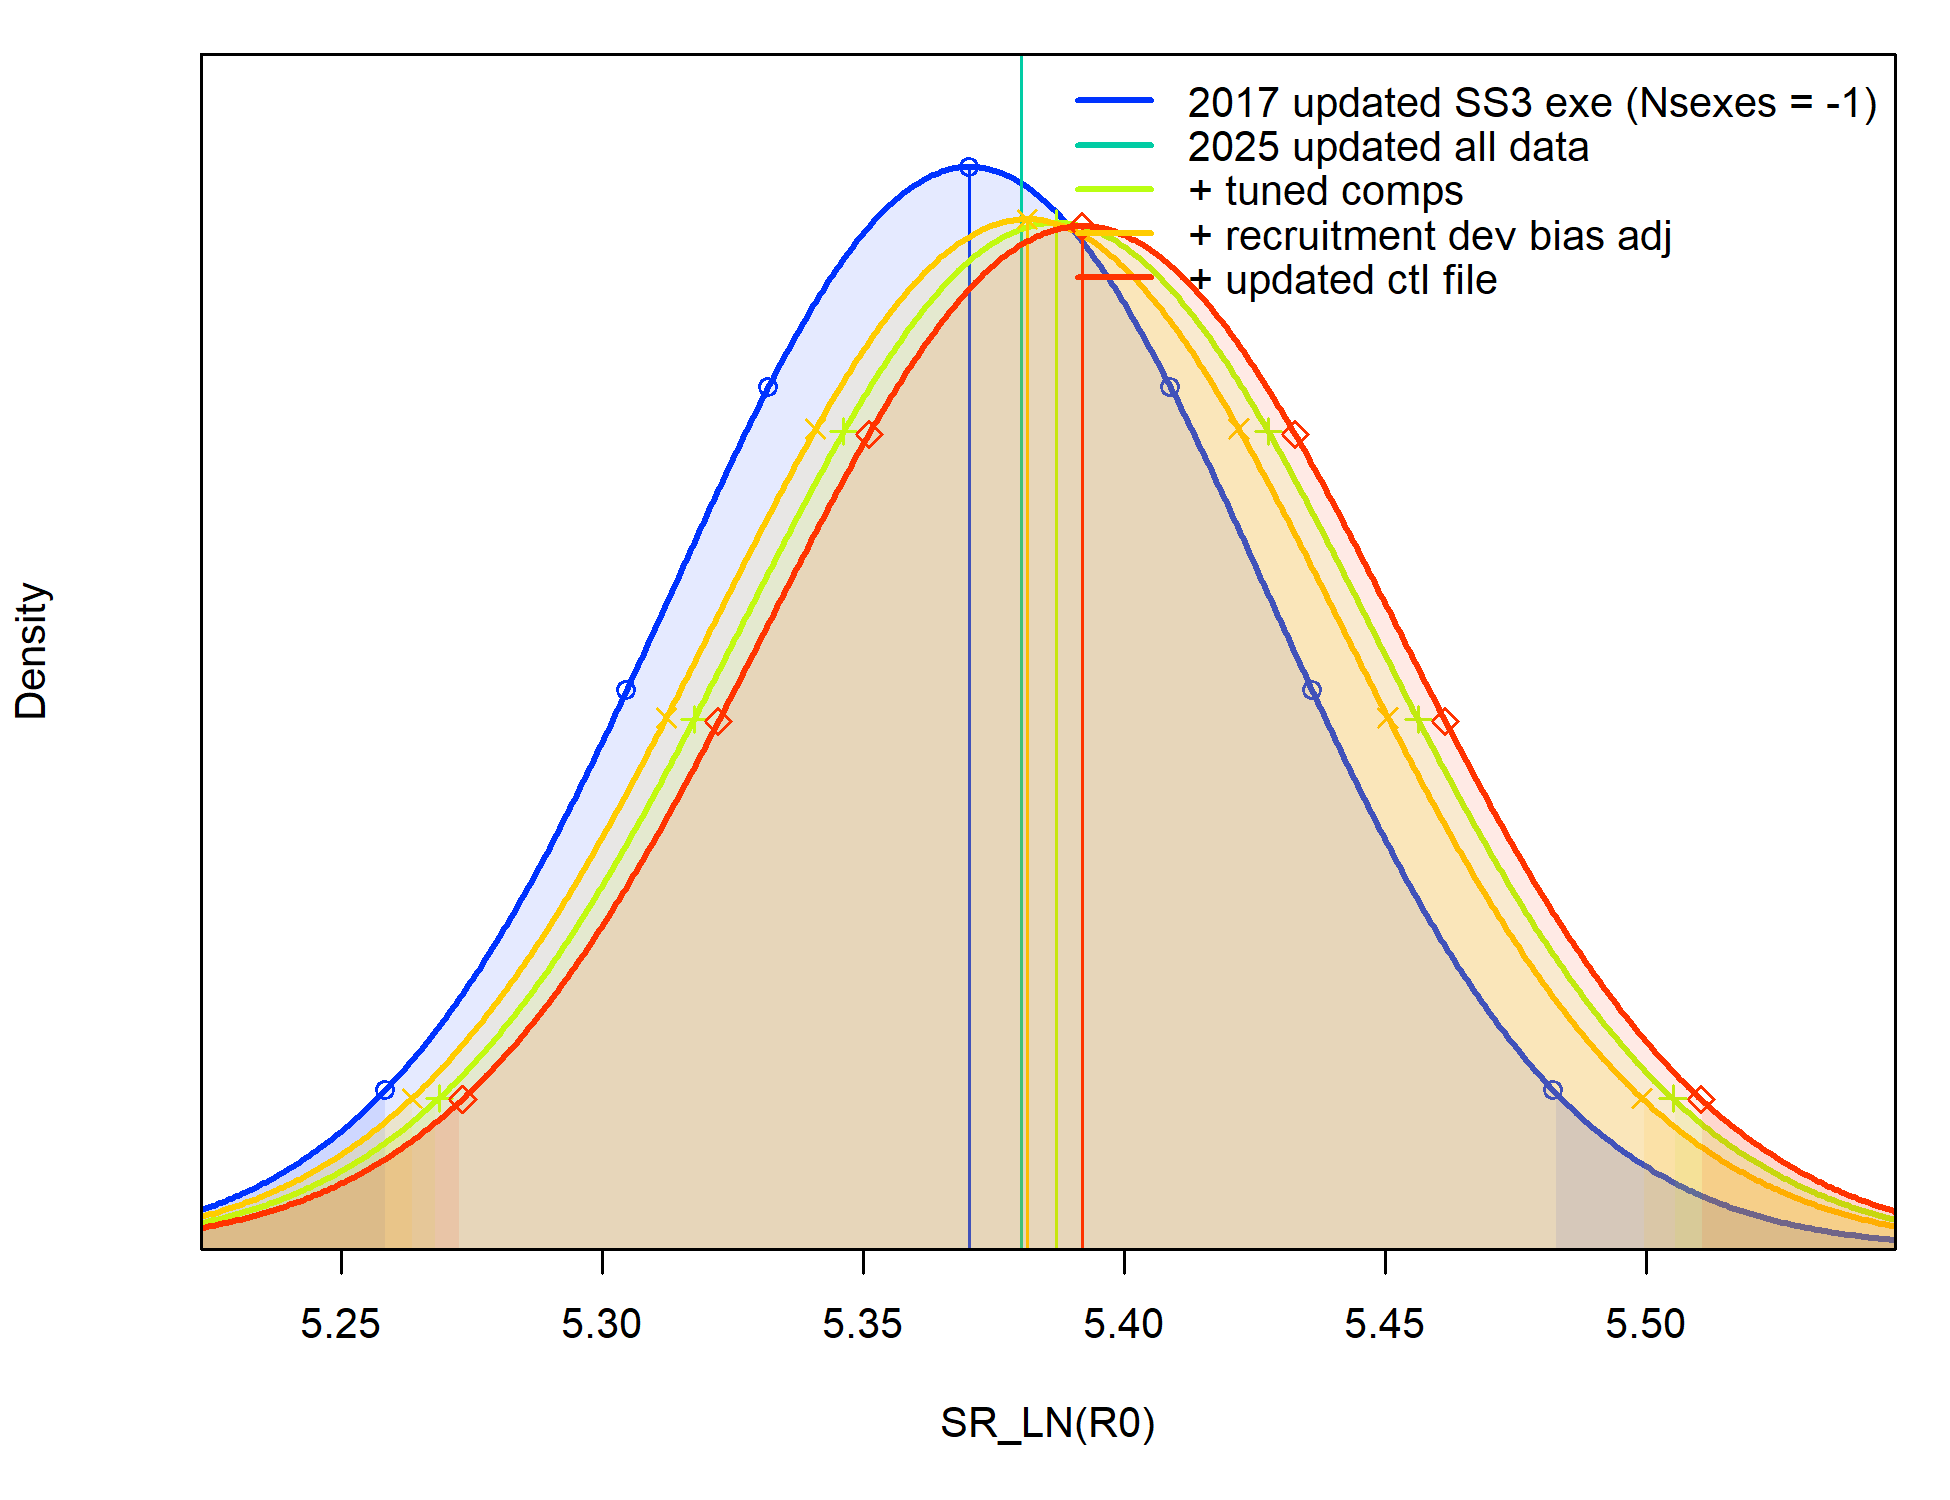 2017 updated SS3 exe (Nsexes = -1)
2025 updated all data
+ tuned comps
+ recruitment dev bias adj
+ updated ctl file
Density
5.25 5.30 5.35 5.40 5.45 5.50
SR_LN(R0)